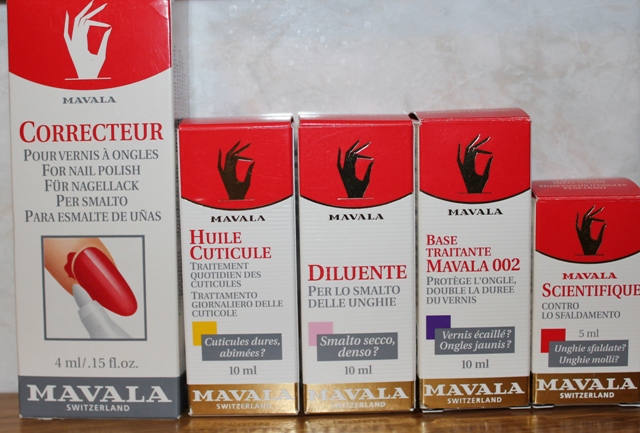 MAVALA
CORRECTEUR
POUR VERNIS À ONGLES
FOR NAIL POLISH
FÜR NAGELLACK
PER SMALTO
PARA ESMALTE DE UÑAS
4 ml/.15 fl.oz.
MAVALA
SWITZERLAND
MAVALA
HUILE
CUTICULE
TRAITEMENT
QUOTIDIEN DES
CUTICULES
TRATTAMENTO
GIORNALIERO DELLE
CUTICOLE
Cuticules dures,
abîmées?
10 ml
MAVALA
SWITZERLAND
MAVALA
DILUENTE
PER LO SMALTO
DELLE UNGHIE
Smalto secco,
denso?
10 ml
MAVALA
SWITZERLAND
MAVALA
BASE
TRAITANTE
MAVALA 002
PROTÈGE L'ONGLE,
DOUBLE LA DURÉE
DU VERNIS
Vernis écaillé?
Ongles jaunis?
10 ml
MAVALA
SWITZERLAND
MAVALA
SCIENTIFIQUE
CONTRO
LO SFALDAMENTO
5 ml
Unghie sfaldate?
Unghie molli?
MAVALA
SWITZERLAND